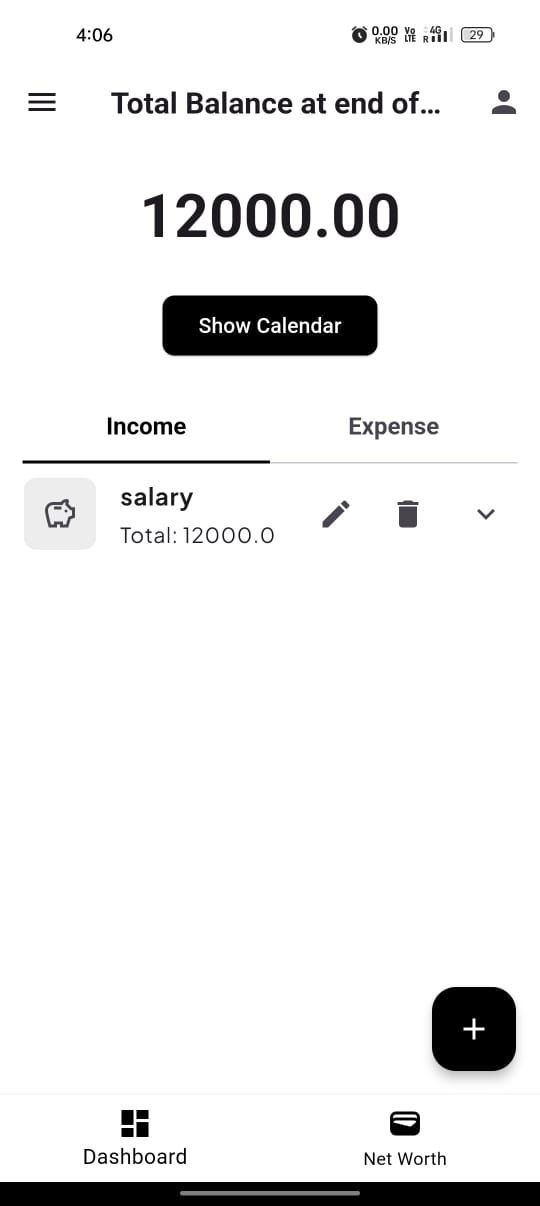 4:06
0.00 KB/S Vo LTE R 4G 29
Total Balance at end of...
12000.00
Show Calendar
Income Expense
salary
Total: 12000.0
Dashboard Net Worth